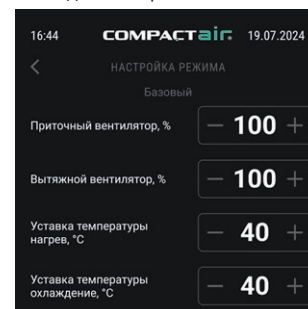 16:44 COMPACTair. 19.07.2024
НАСТРОЙКА РЕЖИМА
Базовый
Приточный вентилятор, % — 100 +
Вытяжной вентилятор, % — 100 +
Уставка температуры
нагрев, °C — 40 +
Уставка температуры
охлаждение, °C — 40 +